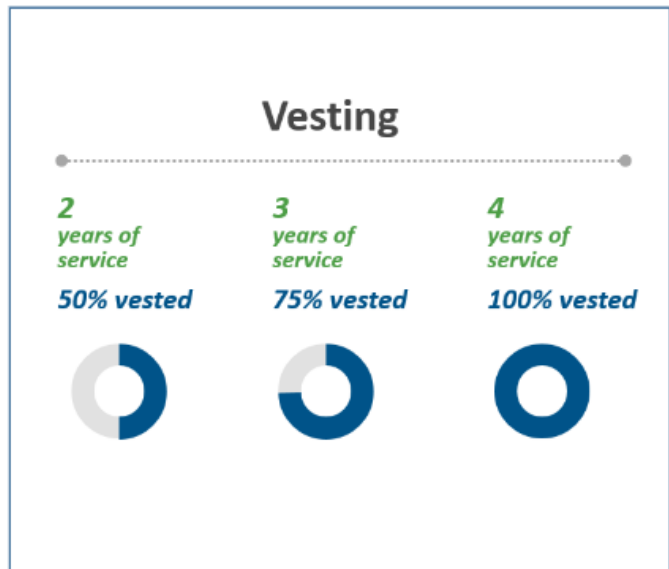 Vesting
2
years of
service
50% vested
3
years of
service
75% vested
4
years of
service
100% vested